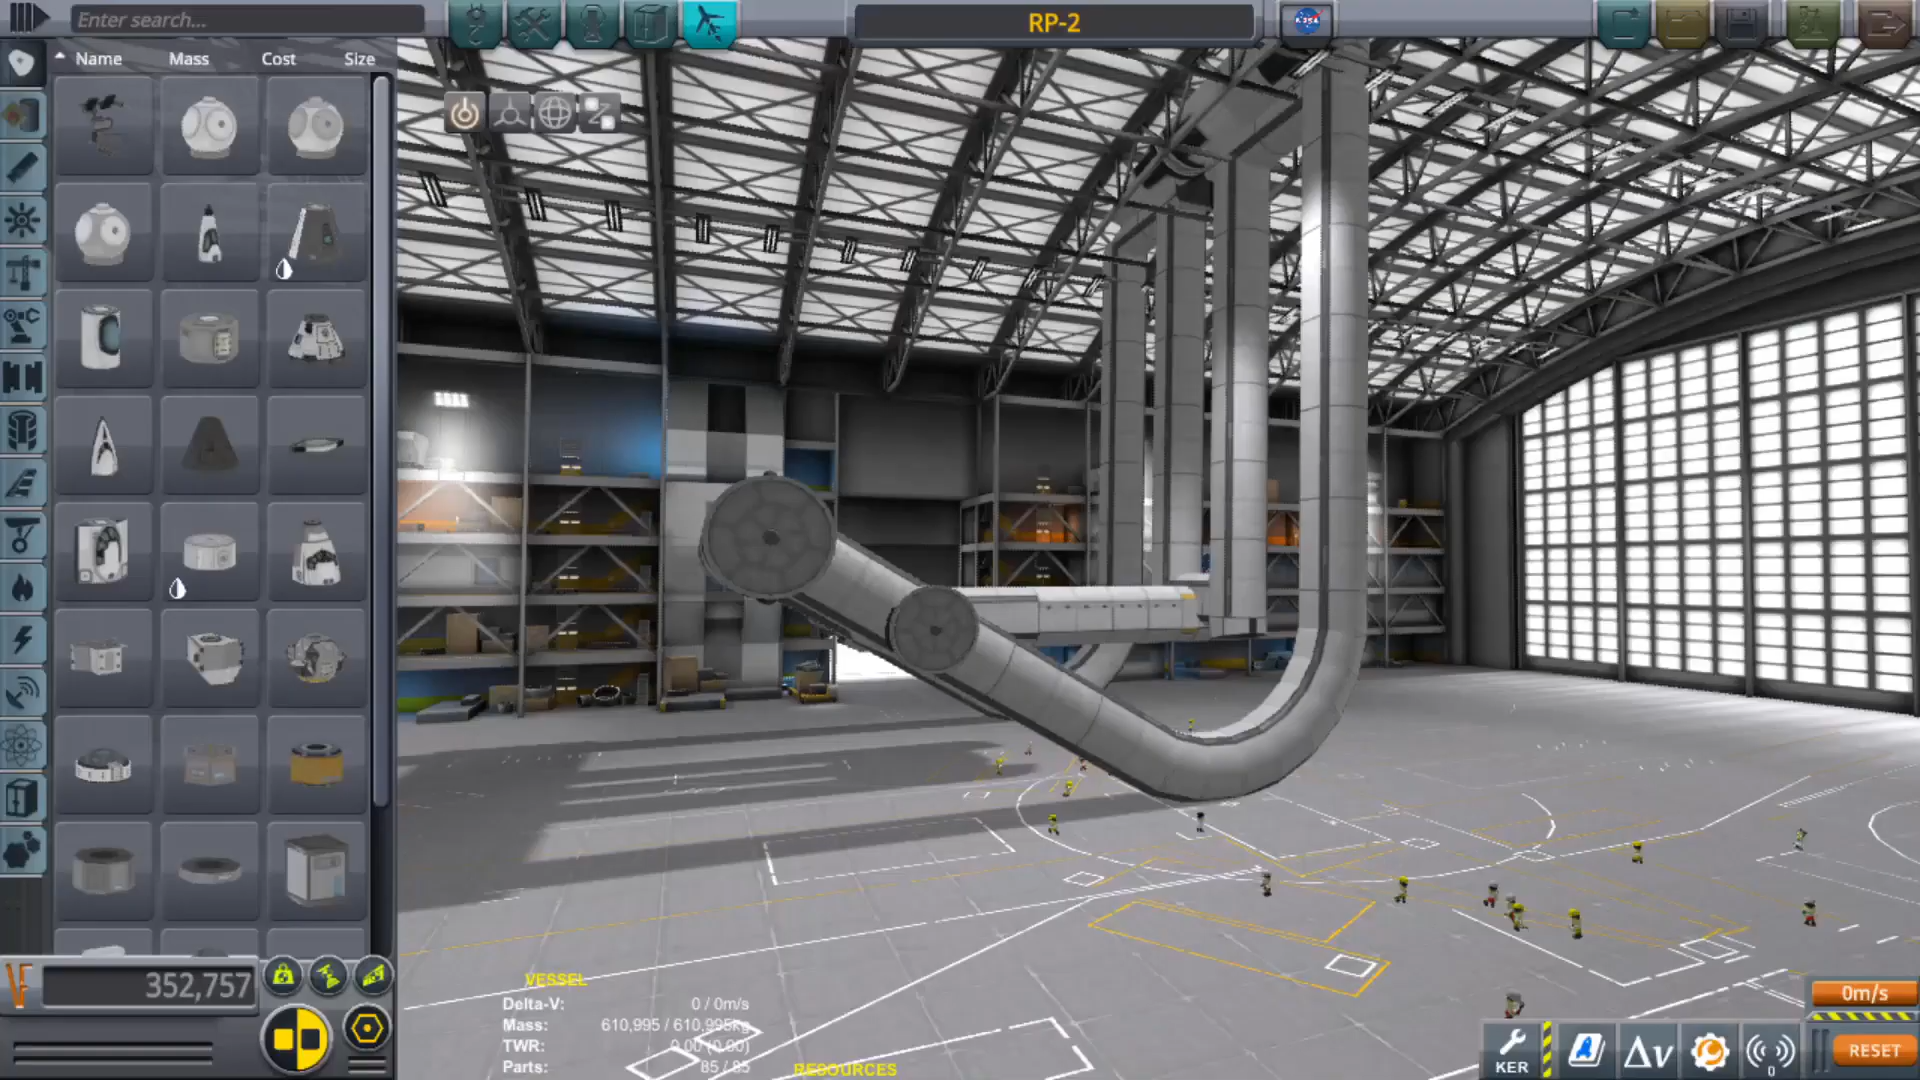 Enter search...
RP-2
Name Mass Cost Size
352,757
VESSEL
Delta-V: 0 / 0m/s
Mass: 610,995 / 610,995kg
TWR: 0.00 (0.00)
Parts: 85 / 85
RESOURCES
0m/s
KER
Δv
0
RESET